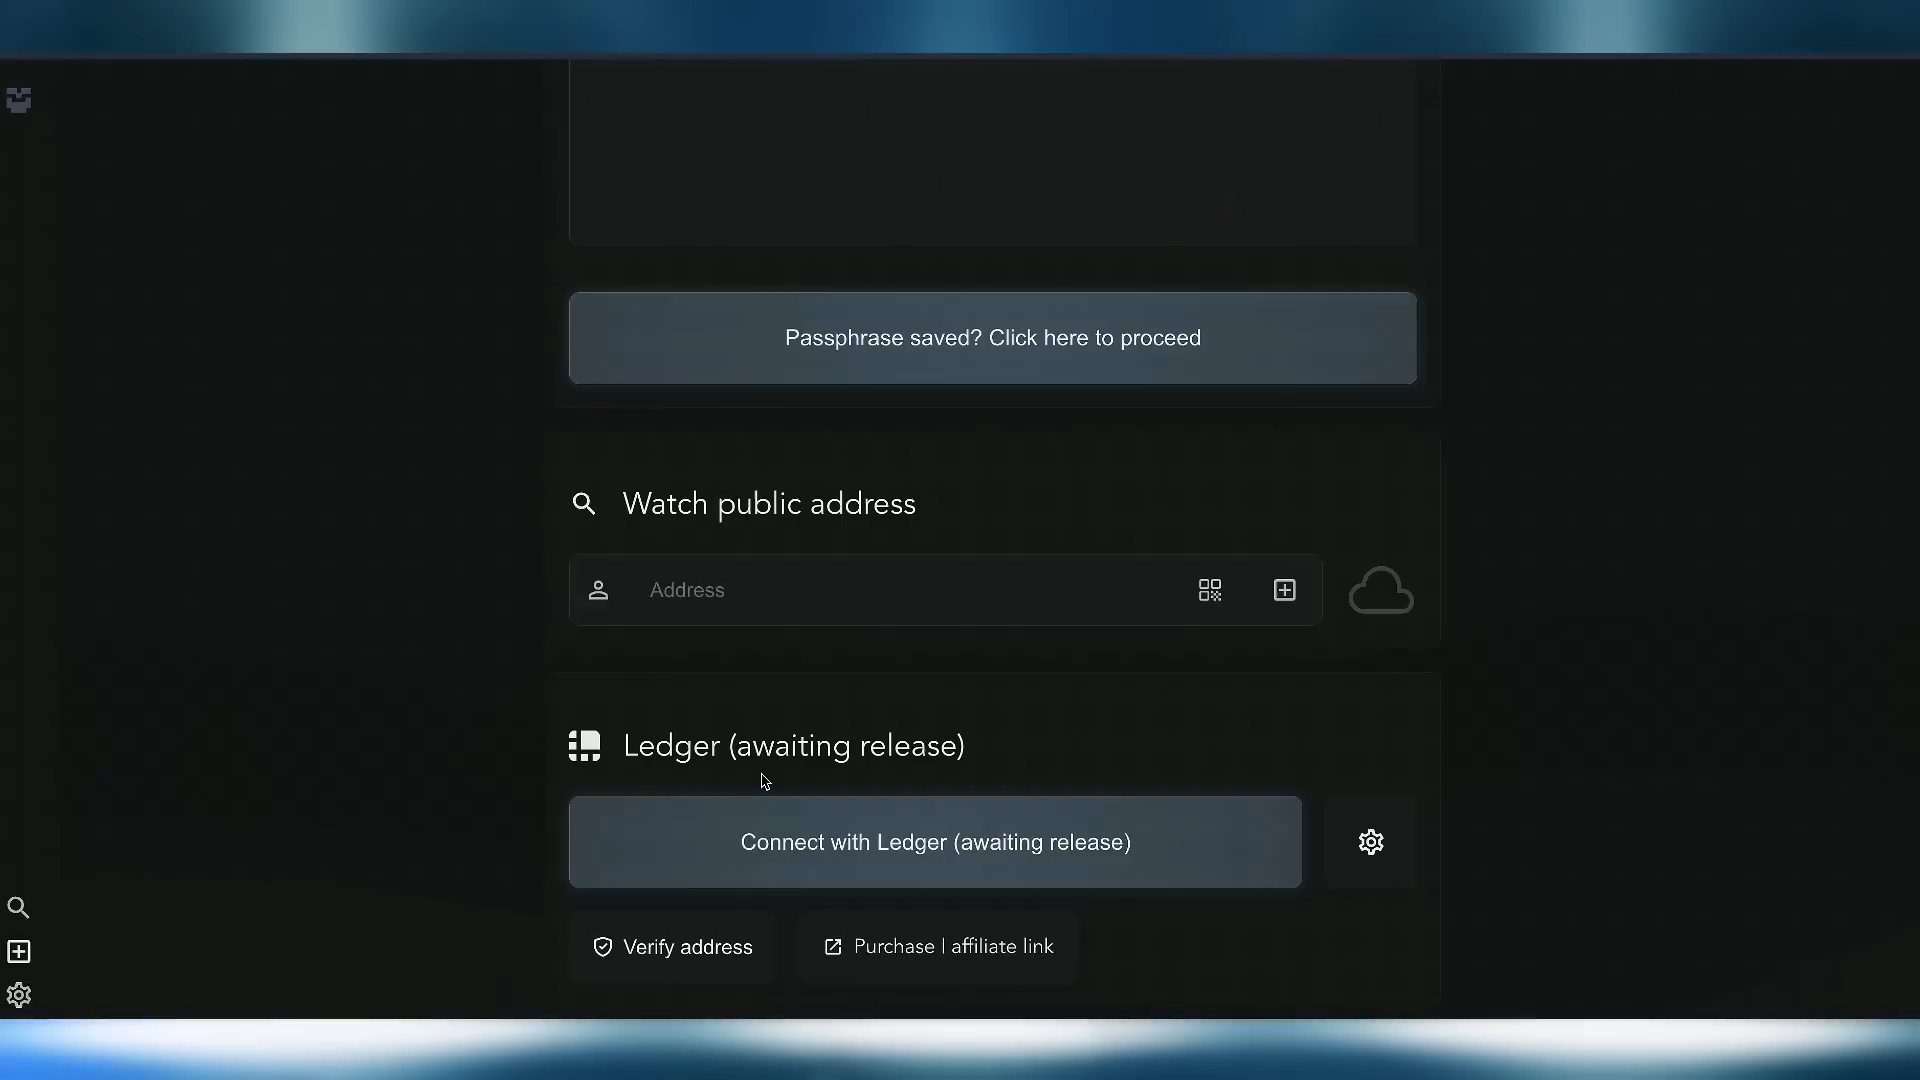 Passphrase saved? Click here to proceed
Watch public address
Address
Ledger (awaiting release)
Connect with Ledger (awaiting release)
Verify address
Purchase | affiliate link